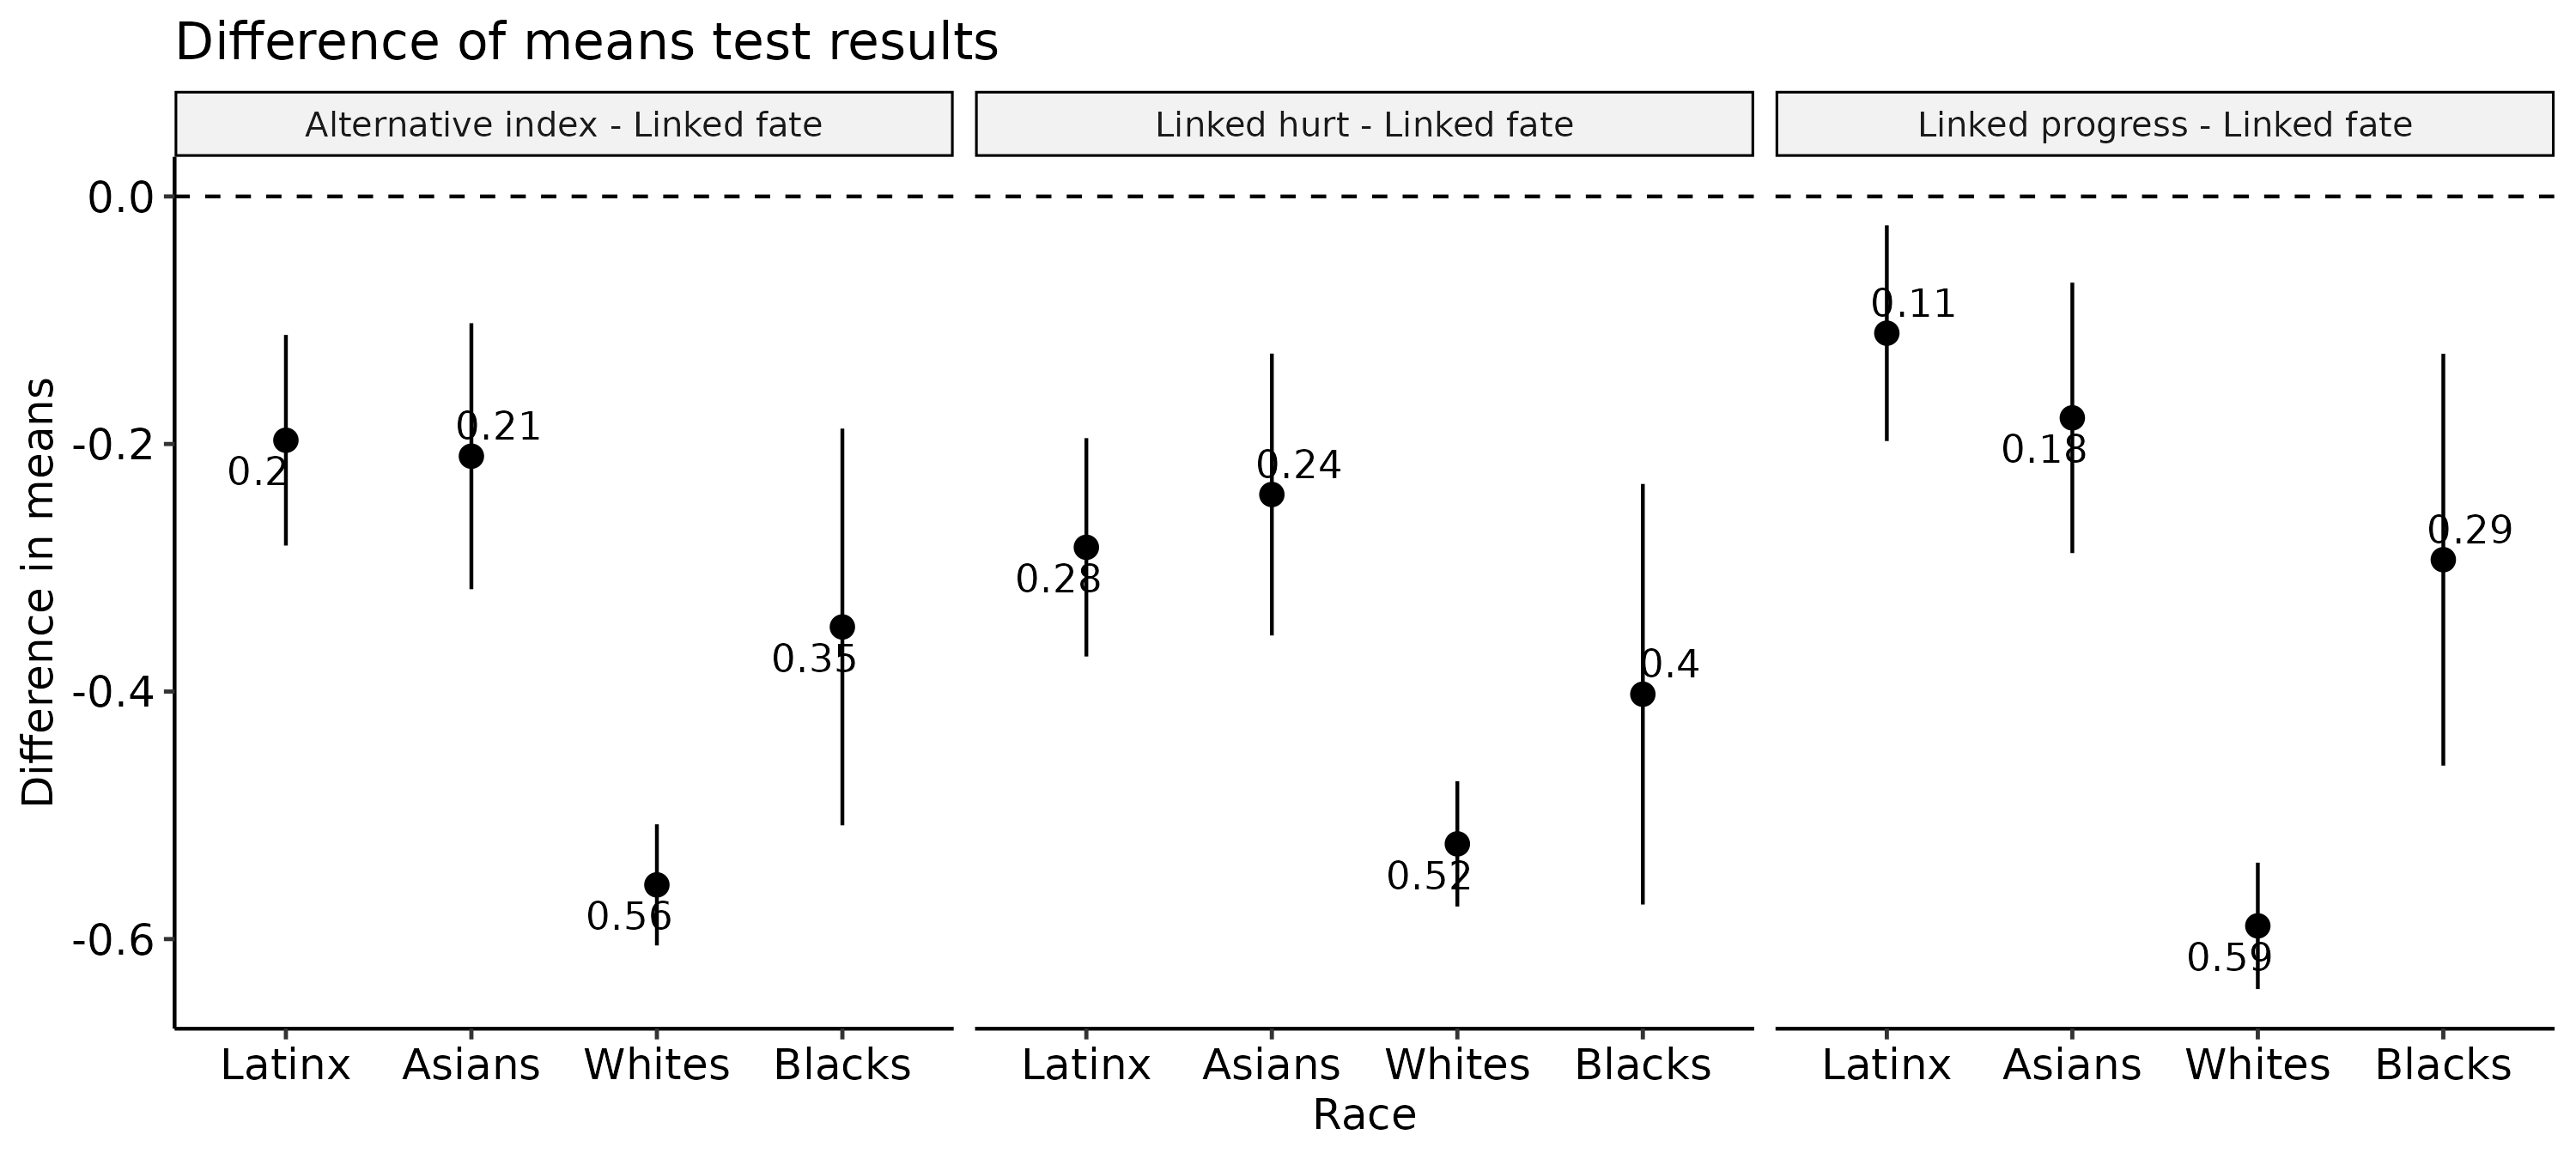 Difference of means test results
Alternative index - Linked fate
Linked hurt - Linked fate
Linked progress - Linked fate
Difference in means
0.0
-0.2
-0.4
-0.6
0.2
0.21
0.56
0.35
0.28
0.24
0.52
0.4
0.11
0.18
0.59
0.29
Latinx Asians Whites Blacks
Latinx Asians Whites Blacks
Latinx Asians Whites Blacks
Race